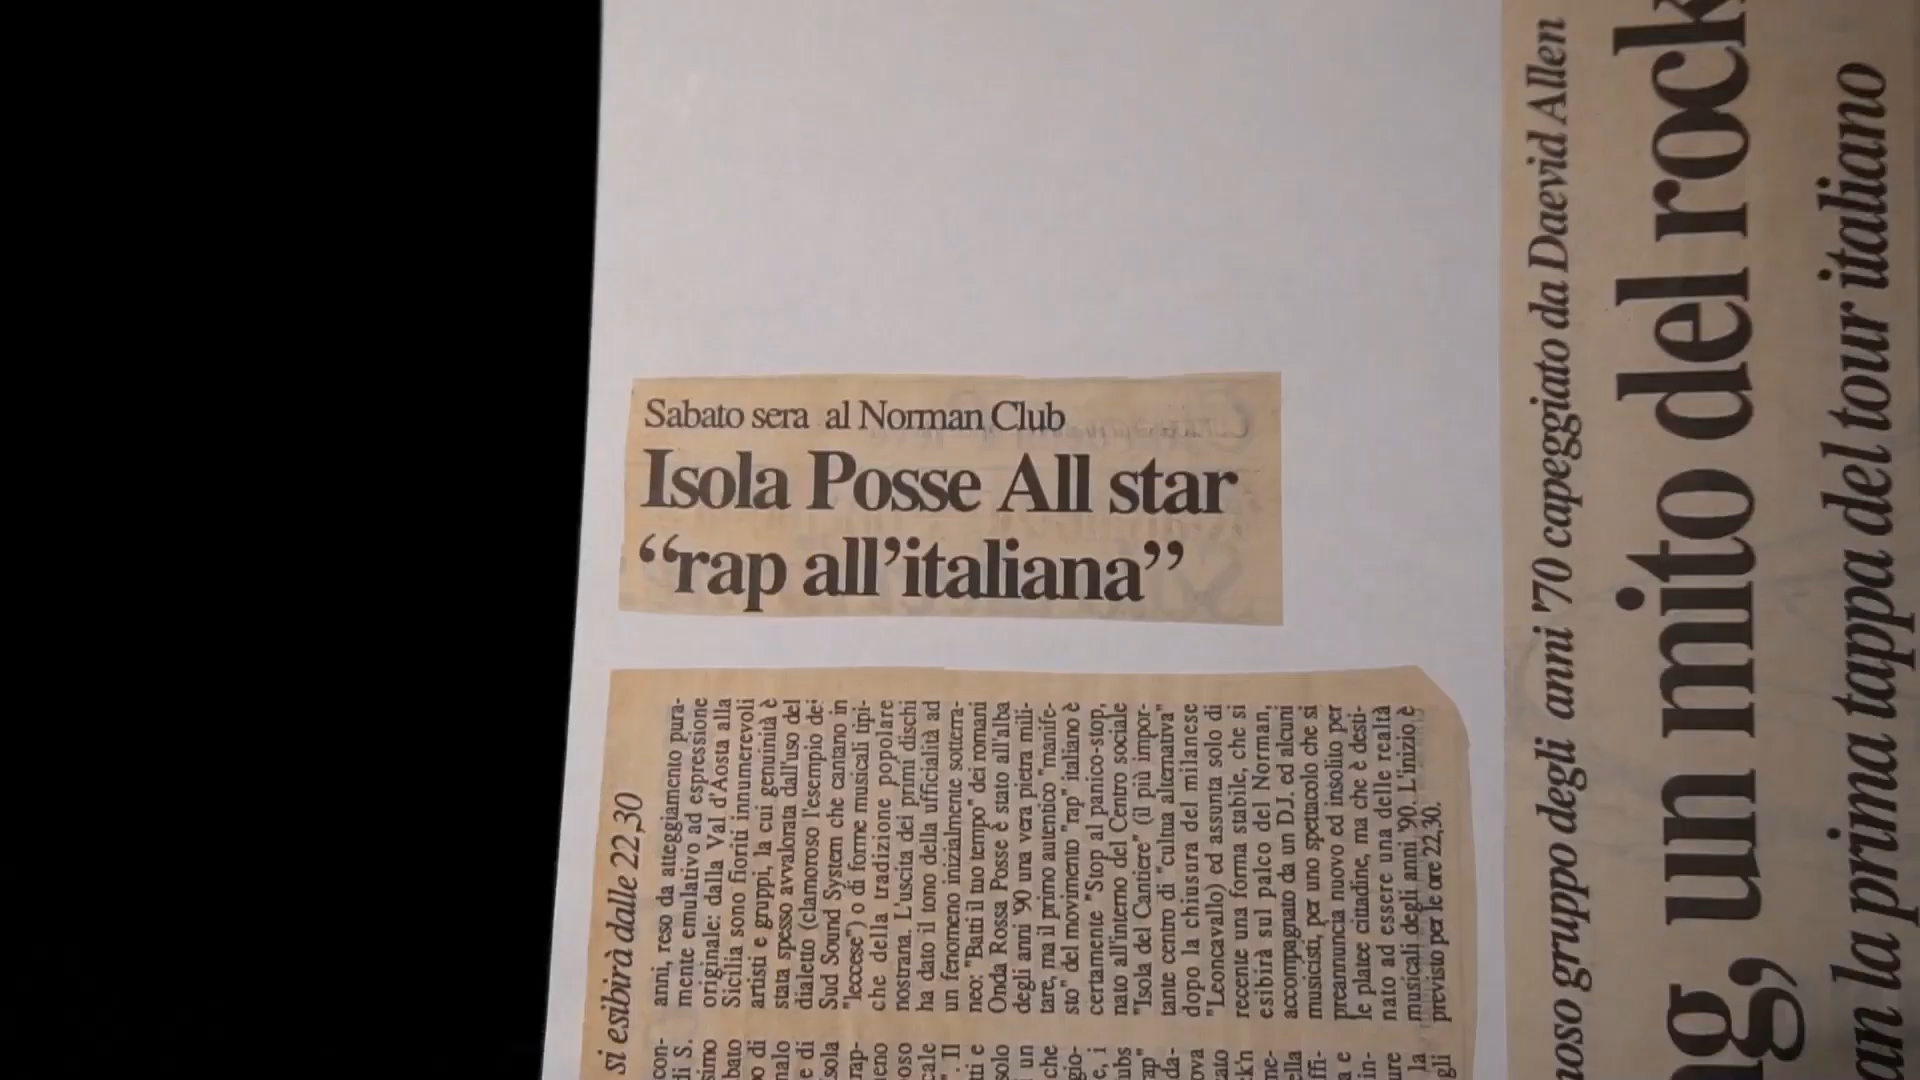 Sabato sera al Norman Club
Isola Posse All star
“rap all'italiana”
si esibirà dalle 22,30
anni, reso da atteggiamento pura-
mente emulativo ad espressione
originale: dalla Val d'Aosta alla
Sicilia sono fioriti innumerevoli
artisti e gruppi, la cui genuinità è
stata spesso avvalorata dall'uso del
dialetto (clamoroso l'esempio dei
Sud Sound System che cantano in
"leccese") o di forme musicali tipi-
che della tradizione popolare
nostrana. L'uscita dei primi dischi
ha dato il tono della ufficialità ad
un fenomeno inizialmente sotterra-
neo: "Batti il tuo tempo" dei romani
Onda Rossa Posse è stato all'alba
degli anni '90 una vera pietra mili-
tare, ma il primo autentico "manife-
sto" del movimento "rap" italiano è
certamente "Stop al panico-stop,
nato all'interno del Centro sociale
"Isola del Cantiere" (il più impor-
tante centro di "cultua alternativa"
dopo la chiusura del milanese
"Leoncavallo) ed assunta solo di
recente una forma stabile, che si
esibirà sul palco del Norman,
accompagnato da un D.J. ed alcuni
musicisti, per uno spettacolo che si
preannuncia nuovo ed insolito per
le platee cittadine, ma che è desti-
nato ad essere una delle realtà
musicali degli anni '90. L'inizio è
previsto per le ore 22,30.
noso gruppo degli anni '70 capeggiato da Daevid Allen
ng, un mito del rock
an la prima tappa del tour italiano